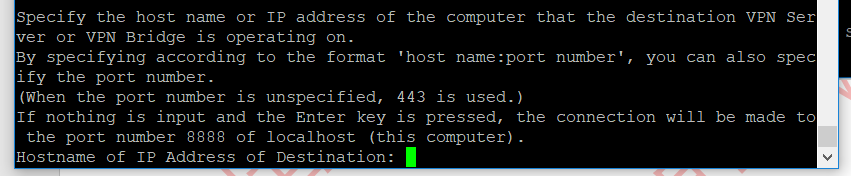 Specify the host name or IP address of the computer that the destination VPN Ser
ver or VPN Bridge is operating on.
By specifying according to the format 'host name:port number', you can also spec
ify the port number.
(When the port number is unspecified, 443 is used.)
If nothing is input and the Enter key is pressed, the connection will be made to
 the port number 8888 of localhost (this computer).
Hostname of IP Address of Destination: